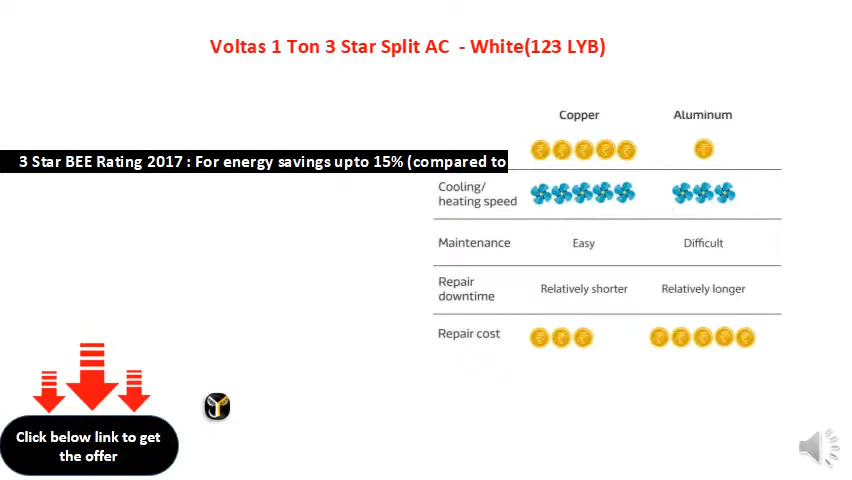 Voltas 1 Ton 3 Star Split AC - White(123 LYB)
Copper Aluminum
3 Star BEE Rating 2017 : For energy savings upto 15% (compared to
Cooling/
heating speed
Maintenance Easy Difficult
Repair
downtime Relatively shorter Relatively longer
Repair cost
Click below link to get
the offer